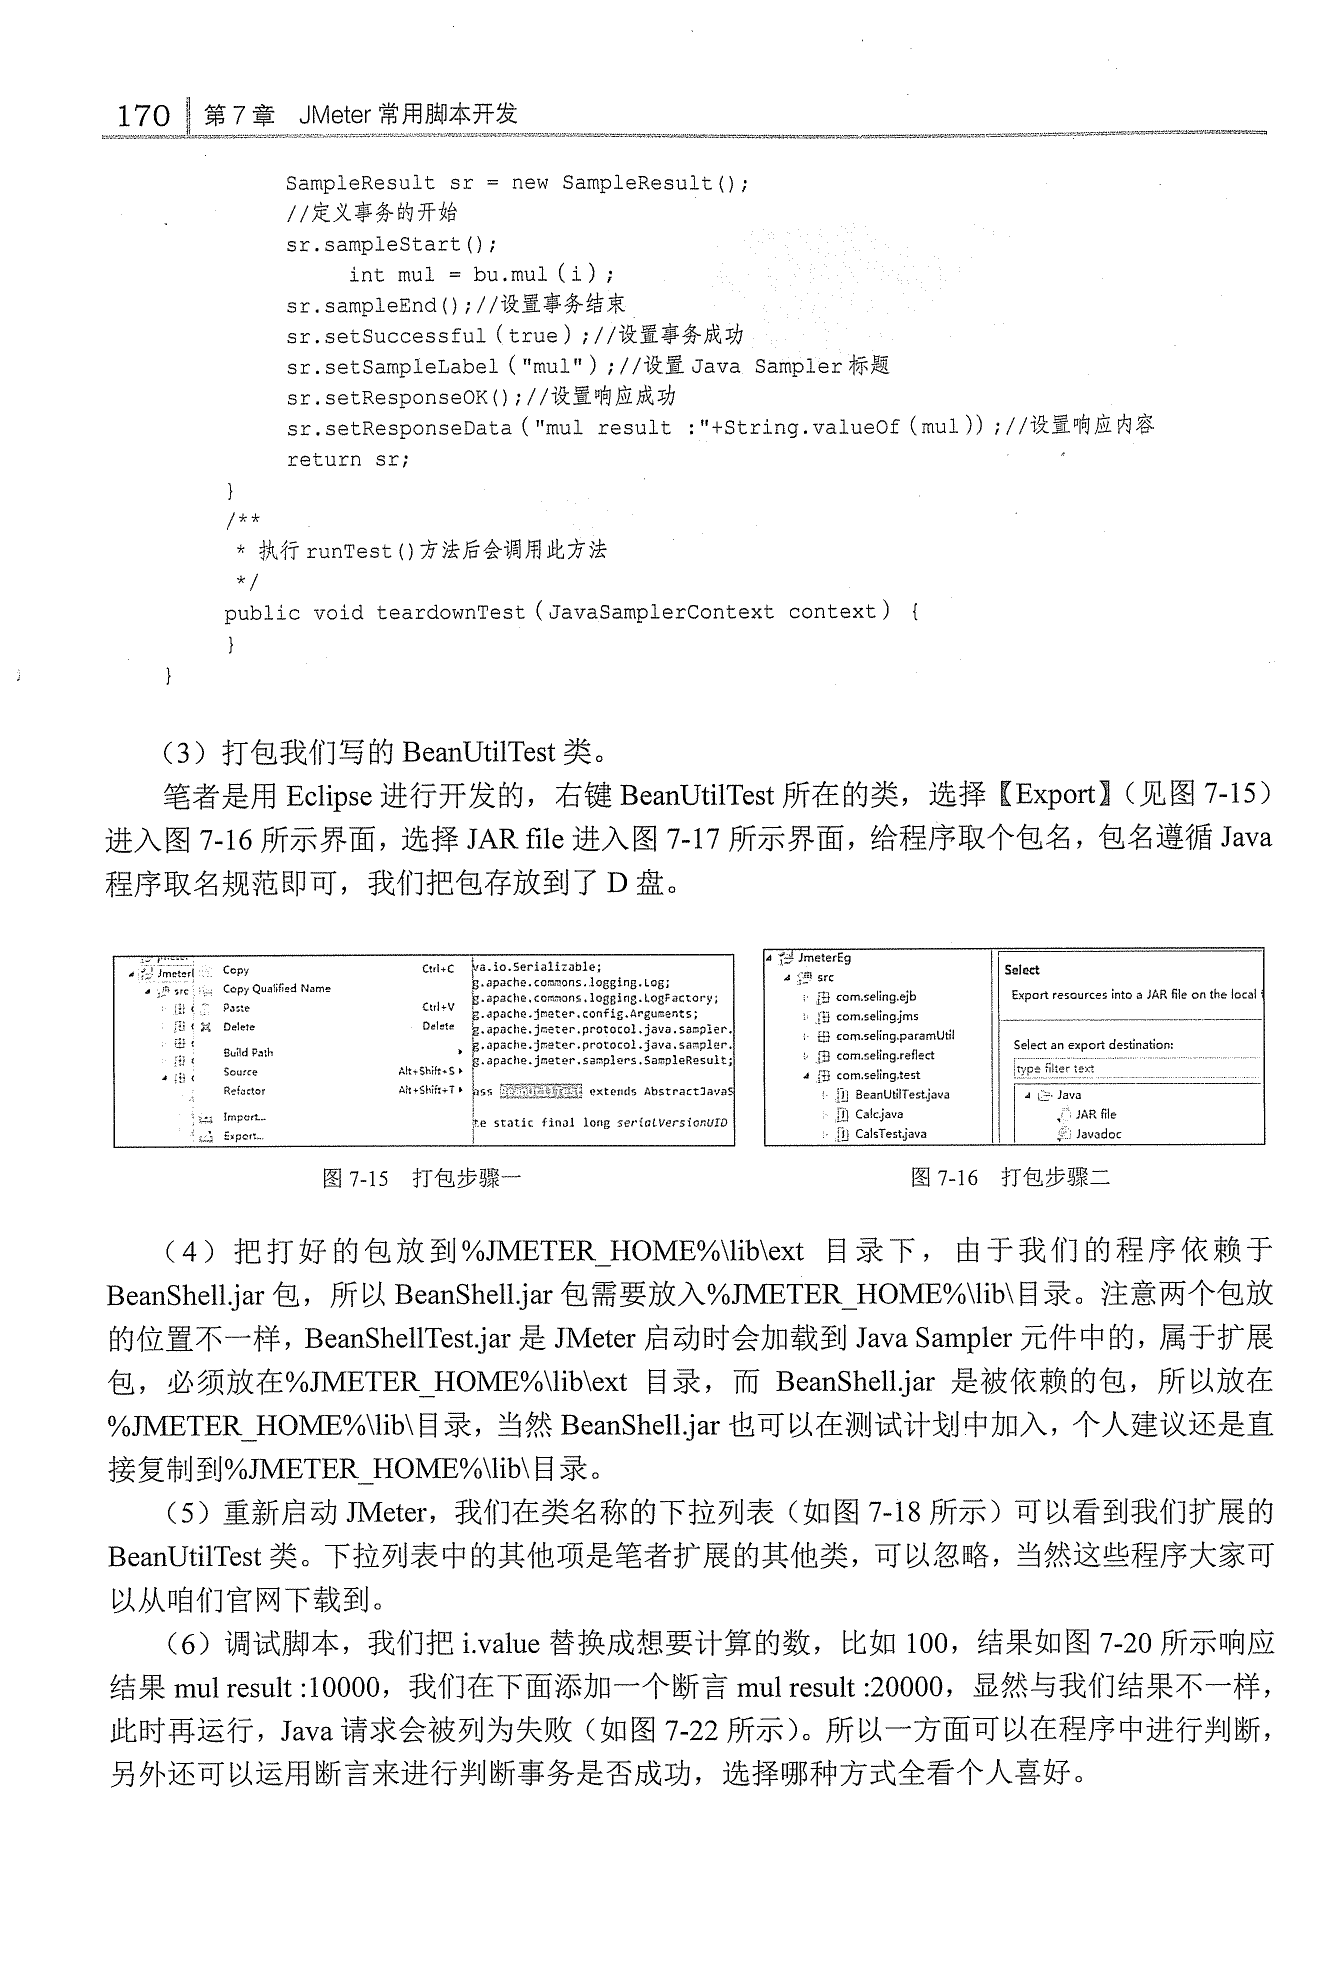 170 第7章 JMeter 常用脚本开发
SampleResult sr = new SampleResult();
//定义事务的开始
sr.sampleStart();
int mul = bu.mul(i);
sr.sampleEnd();//设置事务结束
sr.setSuccessful(true);//设置事务成功
sr.setSampleLabel("mul");//设置 Java Sampler 标题
sr.setResponseOK();//设置响应成功
sr.setResponseData("mul result :"+String.valueOf(mul));//设置响应内容
return sr;
}
/**
* 执行 runTest()方法后会调用此方法
*/
public void teardownTest(JavaSamplerContext context) {
}
}
（3）打包我们写的 BeanUtilTest 类。
笔者是用 Eclipse 进行开发的，右键 BeanUtilTest 所在的类，选择【Export】（见图 7-15）
进入图 7-16 所示界面，选择 JAR file 进入图 7-17 所示界面，给程序取个包名，包名遵循 Java
程序取名规范即可，我们把包存放到了 D 盘。
Jmeter
src
Copy Ctrl+C
Copy Qualified Name
Paste Ctrl+V
Delete Delete
Build Path
Source Alt+Shift+S
Refactor Alt+Shift+T
Import...
Export...
va.io.Serializable;
g.apache.commons.logging.Log;
g.apache.commons.logging.LogFactory;
g.apache.jmeter.config.Arguments;
g.apache.jmeter.protocol.java.sampler.
g.apache.jmeter.protocol.java.sampler.
g.apache.jmeter.samplers.SampleResult;
ass BeanUtilTest extends AbstractJavaS
te static final long serialVersionUID
JmeterEg
src
com.seling.ejb
com.seling.jms
com.seling.paramUtil
com.seling.reflect
com.seling.test
BeanUtilTest.java
Calc.java
CalsTest.java
Select
Export resources into a JAR file on the local
Select an export destination:
type filter text
Java
JAR file
Javadoc
图 7-15 打包步骤一
图 7-16 打包步骤二
（4）把打好的包放到%JMETER_HOME%\lib\ext 目录下，由于我们的程序依赖于
BeanShell.jar 包，所以 BeanShell.jar 包需要放入%JMETER_HOME%\lib\目录。注意两个包放
的位置不一样，BeanShellTest.jar 是 JMeter 启动时会加载到 Java Sampler 元件中的，属于扩展
包，必须放在%JMETER_HOME%\lib\ext 目录，而 BeanShell.jar 是被依赖的包，所以放在
%JMETER_HOME%\lib\目录，当然 BeanShell.jar 也可以在测试计划中加入，个人建议还是直
接复制到%JMETER_HOME%\lib\目录。
（5）重新启动 JMeter，我们在类名称的下拉列表（如图 7-18 所示）可以看到我们扩展的
BeanUtilTest 类。下拉列表中的其他项是笔者扩展的其他类，可以忽略，当然这些程序大家可
以从咱们官网下载到。
（6）调试脚本，我们把 i.value 替换成想要计算的数，比如 100，结果如图 7-20 所示响应
结果 mul result :10000，我们在下面添加一个断言 mul result :20000，显然与我们结果不一样，
此时再运行，Java 请求会被列为失败（如图 7-22 所示）。所以一方面可以在程序中进行判断，
另外还可以运用断言来进行判断事务是否成功，选择哪种方式全看个人喜好。